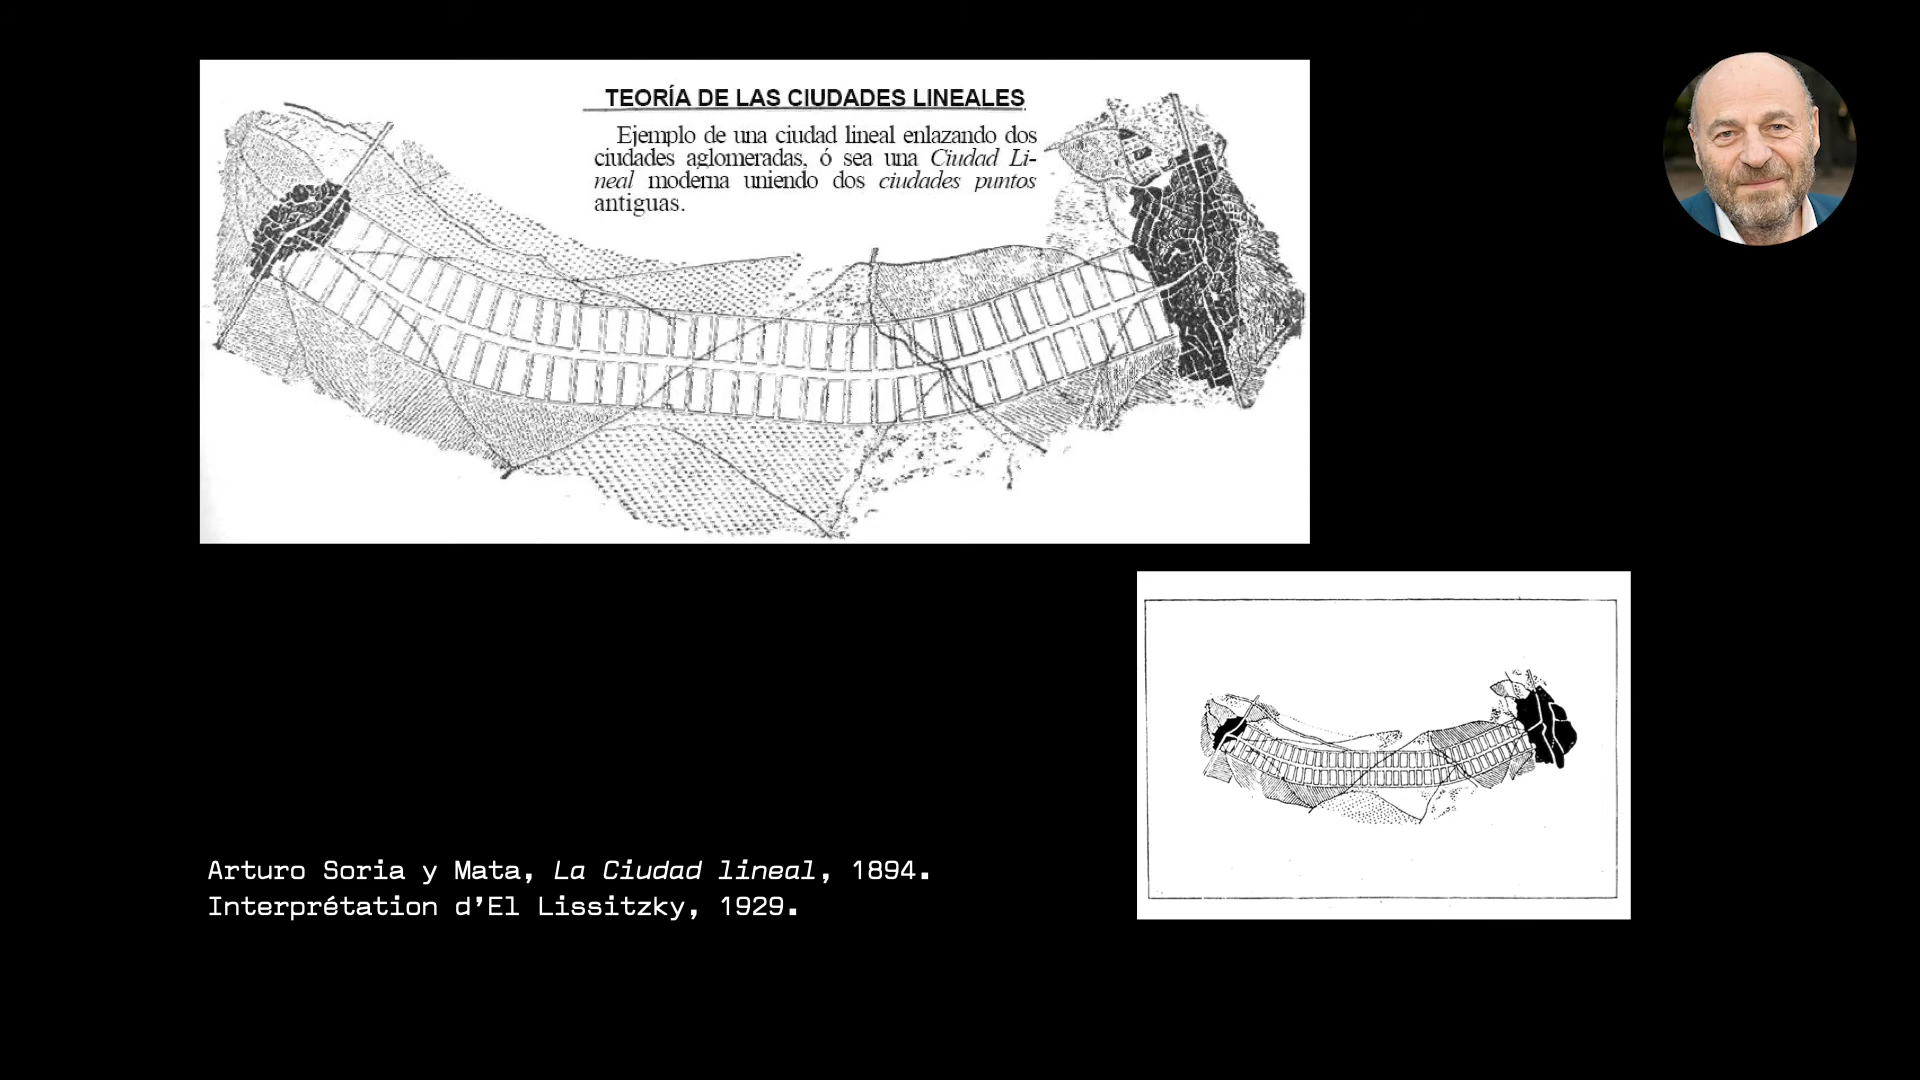 TEORÍA DE LAS CIUDADES LINEALES
Ejemplo de una ciudad lineal enlazando dos
ciudades aglomeradas, ó sea una Ciudad Li-
neal moderna uniendo dos ciudades puntos
antiguas.
Arturo Soria y Mata, La Ciudad lineal, 1894.
Interprétation d’El Lissitzky, 1929.